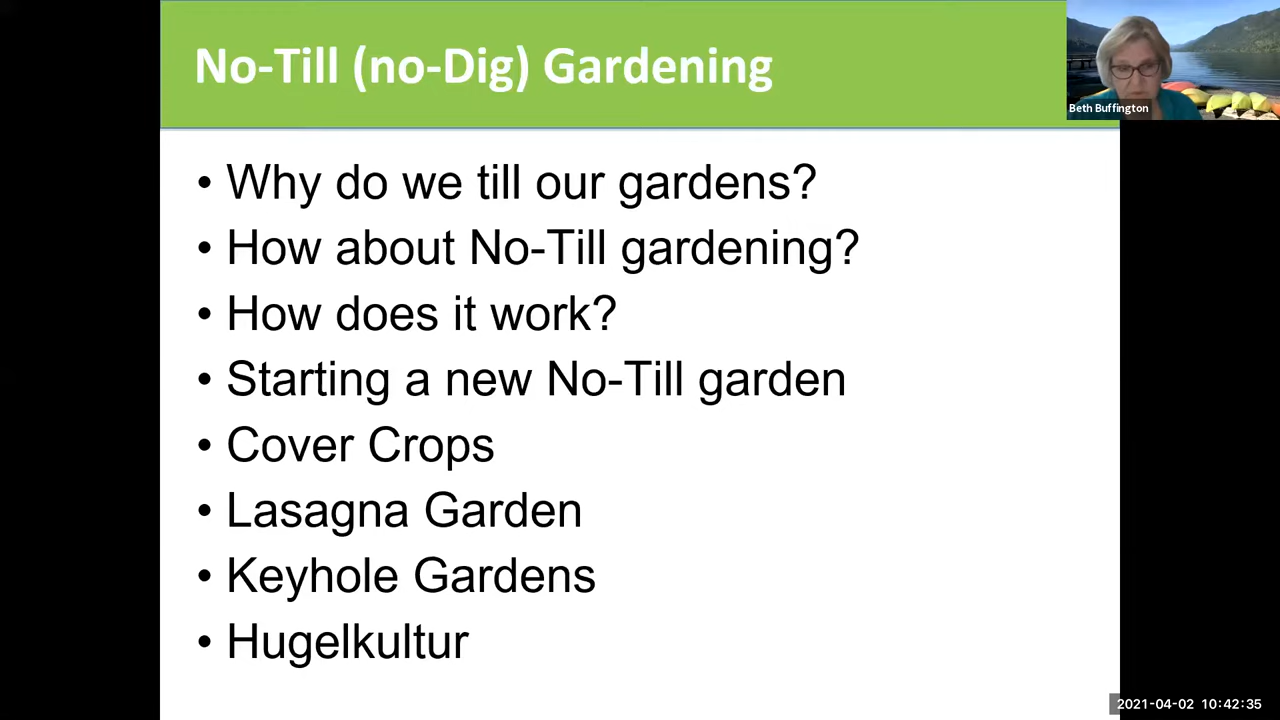 No-Till (no-Dig) Gardening
Beth Buffington
• Why do we till our gardens?
• How about No-Till gardening?
• How does it work?
• Starting a new No-Till garden
• Cover Crops
• Lasagna Garden
• Keyhole Gardens
• Hugelkultur
2021-04-02 10:42:35